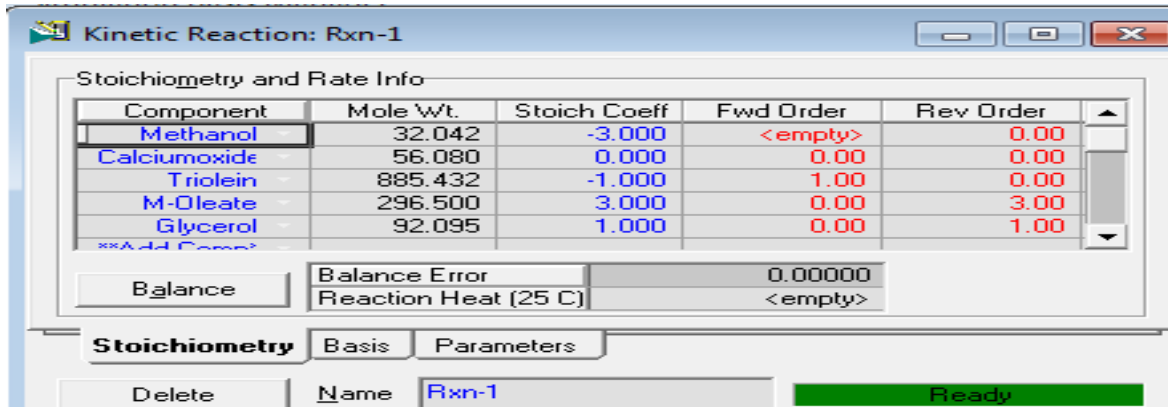 Kinetic Reaction: Rxn-1
Stoichiometry and Rate Info
Component Mole Wt. Stoich Coeff Fwd Order Rev Order
Methanol 32.042 -3.000 <empty> 0.00
Calciumoxide 56.080 0.000 0.00 0.00
Triolein 885.432 -1.000 1.00 0.00
M-Oleate 296.500 3.000 0.00 3.00
Glycerol 92.095 1.000 0.00 1.00
Balance
Balance Error 0.00000
Reaction Heat (25 C) <empty>
Stoichiometry Basis Parameters
Delete Name Rxn-1 Ready